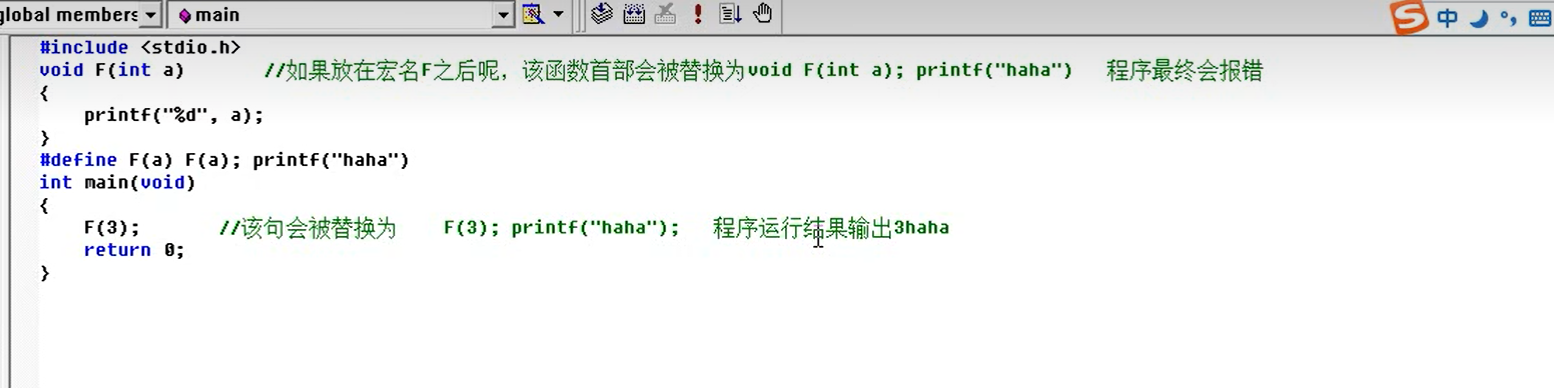 global members main
中
#include <stdio.h>
void F(int a) //如果放在宏名F之后呢，该函数首部会被替换为void F(int a); printf("haha") 程序最终会报错
{
printf("%d", a);
}
#define F(a) F(a); printf("haha")
int main(void)
{
F(3); //该句会被替换为 F(3); printf("haha"); 程序运行结果输出3haha
return 0;
}